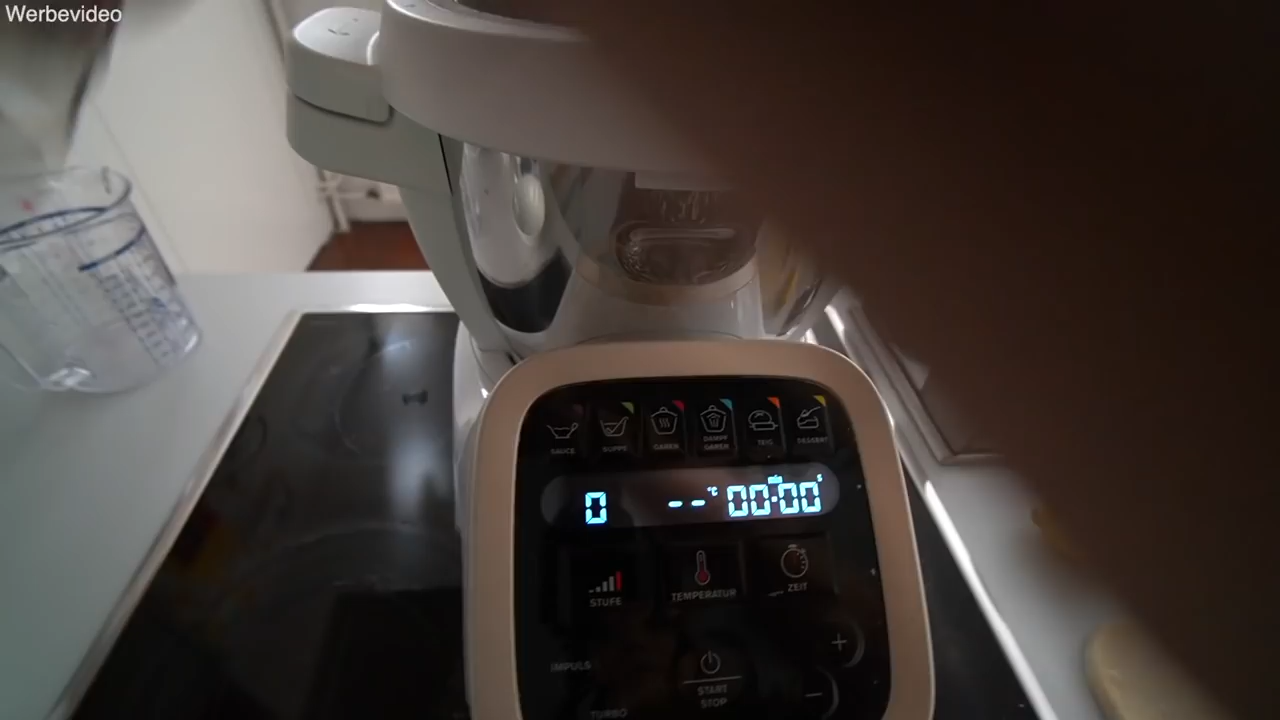 Werbevideo
SAUCE SUPPE GAREN DAMPF GAREN TEIG DESSERT
0 --°C 00:00
STUFE TEMPERATUR ZEIT
+
IMPULS
START
STOP
−
TURBO